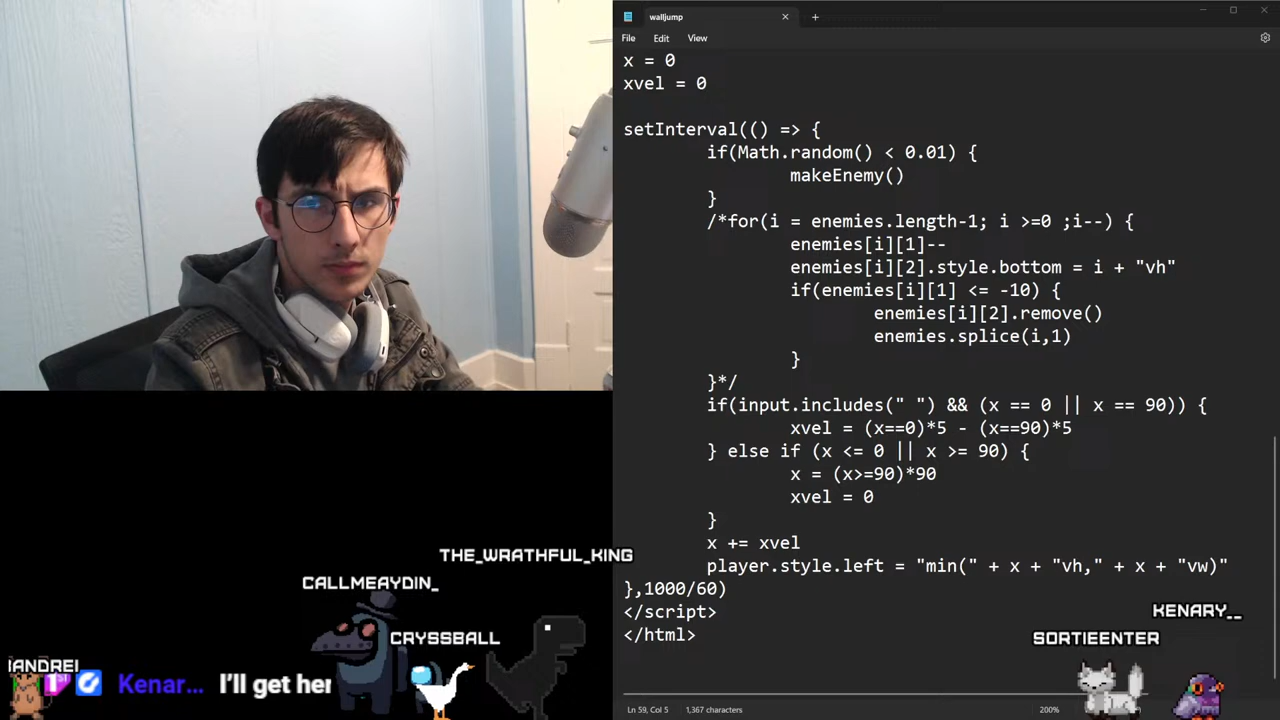 walljump
File Edit View
x = 0
xvel = 0
setInterval(() => {
if(Math.random() < 0.01) {
makeEnemy()
}
/*for(i = enemies.length-1; i >=0 ;i--) {
enemies[i][1]--
enemies[i][2].style.bottom = i + "vh"
if(enemies[i][1] <= -10) {
enemies[i][2].remove()
enemies.splice(i,1)
}
}*/
if(input.includes(" ") && (x == 0 || x == 90)) {
xvel = (x==0)*5 - (x==90)*5
} else if (x <= 0 || x >= 90) {
x = (x>=90)*90
xvel = 0
}
x += xvel
player.style.left = "min(" + x + "vh," + x + "vw)"
},1000/60)
</script>
</html>
THE_WRATHFUL_KING
CALLMEAYDIN_
CRYSSBALL
KENARY__
SORTIEENTER
IANDREI
Kenar... I'll get her
Ln 59, Col 5 1,367 characters 200%